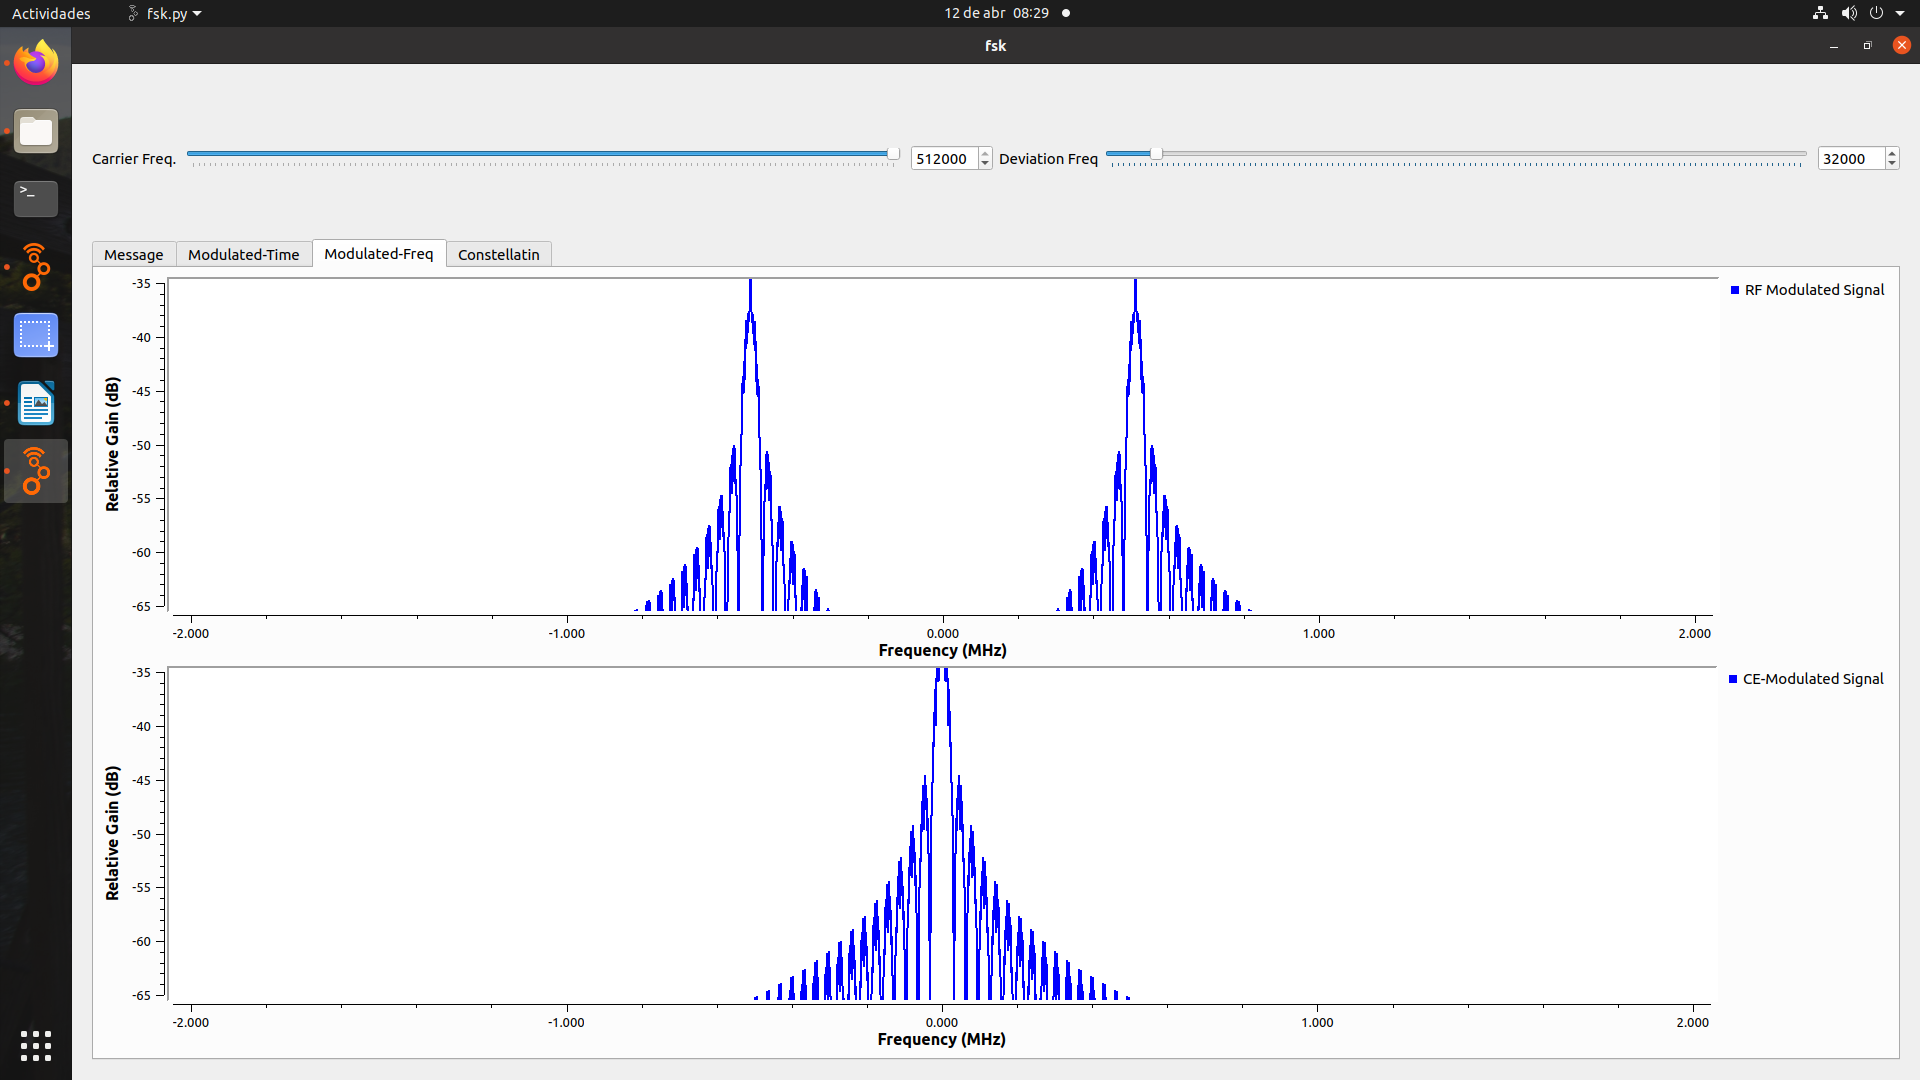 Actividades fsk.py 12 de abr 08:29
fsk
Carrier Freq. 512000 Deviation Freq 32000
Message Modulated-Time Modulated-Freq Constellatin
RF Modulated Signal
Relative Gain (dB)
-35
-40
-45
-50
-55
-60
-65
-2.000 -1.000 0.000 1.000 2.000
Frequency (MHz)
CE-Modulated Signal
Relative Gain (dB)
-35
-40
-45
-50
-55
-60
-65
-2.000 -1.000 0.000 1.000 2.000
Frequency (MHz)